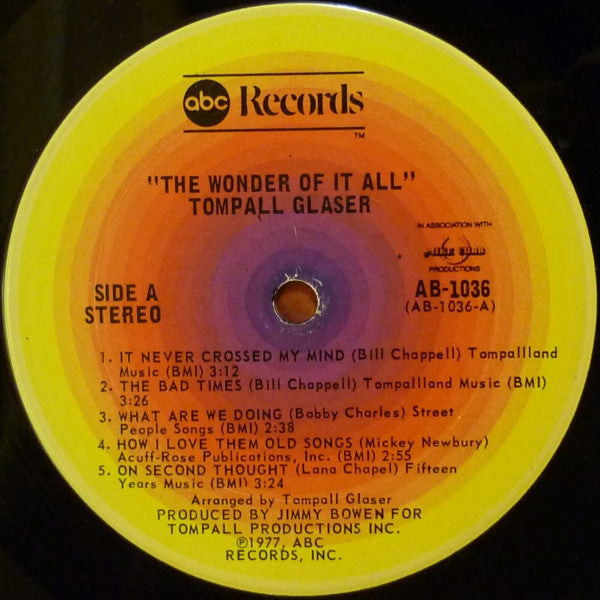 abc Records
TM
"THE WONDER OF IT ALL"
TOMPALL GLASER
IN ASSOCIATION WITH
MIKE CURB
PRODUCTIONS
SIDE A
STEREO
AB-1036
(AB-1036-A)
1. IT NEVER CROSSED MY MIND (Bill Chappell) Tompallland
Music (BMI) 3:12
2. THE BAD TIMES (Bill Chappell) Tompallland Music (BMI)
3:26
3. WHAT ARE WE DOING (Bobby Charles) Street
People Songs (BMI) 2:38
4. HOW I LOVE THEM OLD SONGS (Mickey Newbury)
Acuff-Rose Publications, Inc. (BMI) 2:55
5. ON SECOND THOUGHT (Lana Chapel) Fifteen
Years Music (BMI) 3:24
Arranged by Tompall Glaser
PRODUCED BY JIMMY BOWEN FOR
TOMPALL PRODUCTIONS INC.
℗1977, ABC
RECORDS, INC.